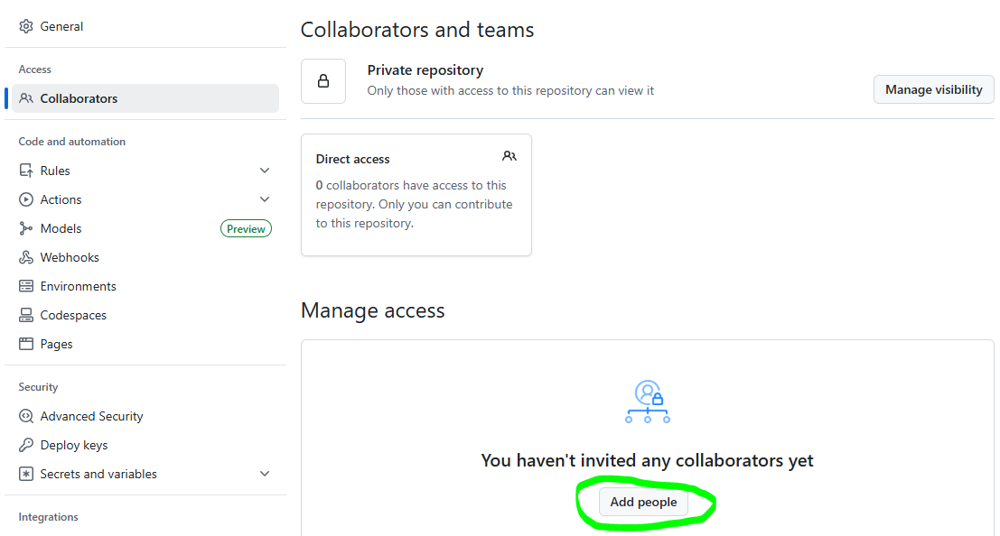 General
Access
Collaborators
Code and automation
Rules
Actions
Models
Preview
Webhooks
Environments
Codespaces
Pages
Security
Advanced Security
Deploy keys
Secrets and variables
Integrations
Collaborators and teams
Private repository
Only those with access to this repository can view it
Manage visibility
Direct access
0 collaborators have access to this
repository. Only you can contribute
to this repository.
Manage access
You haven't invited any collaborators yet
Add people